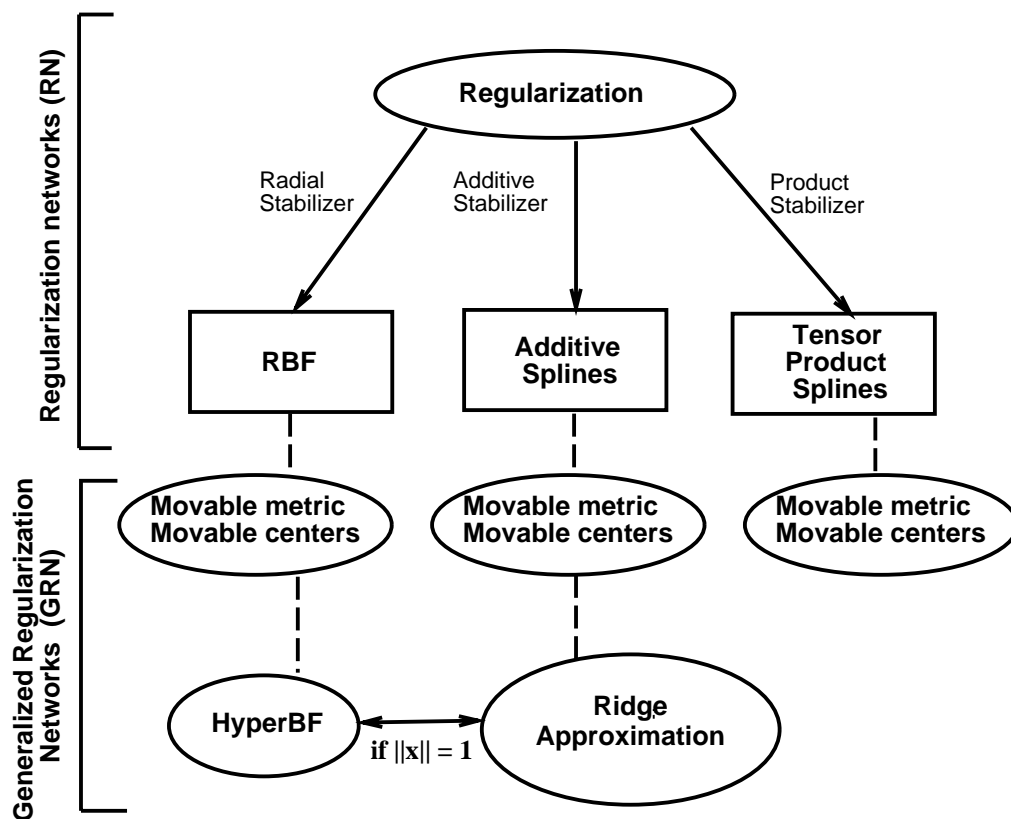 Regularization networks (RN)
Regularization
Radial
Stabilizer
Additive
Stabilizer
Product
Stabilizer
RBF
Additive
Splines
Tensor
Product
Splines
Generalized Regularization
Networks (GRN)
Movable metric
Movable centers
Movable metric
Movable centers
Movable metric
Movable centers
HyperBF
if ||x|| = 1
Ridge
Approximation